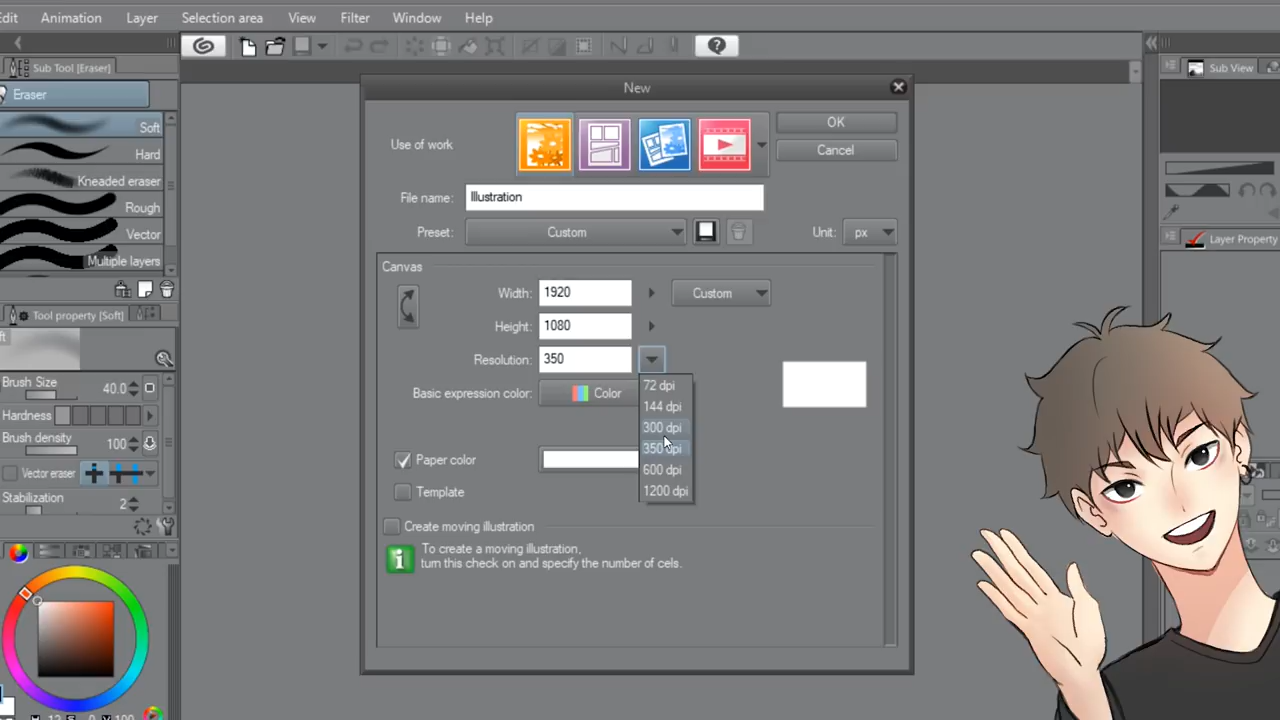 Edit Animation Layer Selection area View Filter Window Help
Sub Tool [Eraser]
Eraser
Soft
Hard
Kneaded eraser
Rough
Vector
Multiple layers
Tool property [Soft]
Brush Size 40.0
Hardness
Brush density 100
Vector eraser
Stabilization 2
New
Use of work
OK
Cancel
File name: Illustration
Preset: Custom Unit: px
Canvas
Width: 1920 Custom
Height: 1080
Resolution: 350
72 dpi
144 dpi
300 dpi
350 dpi
600 dpi
1200 dpi
Basic expression color: Color
Paper color
Template
Create moving illustration
To create a moving illustration,
turn this check on and specify the number of cels.
Sub View
Layer Property